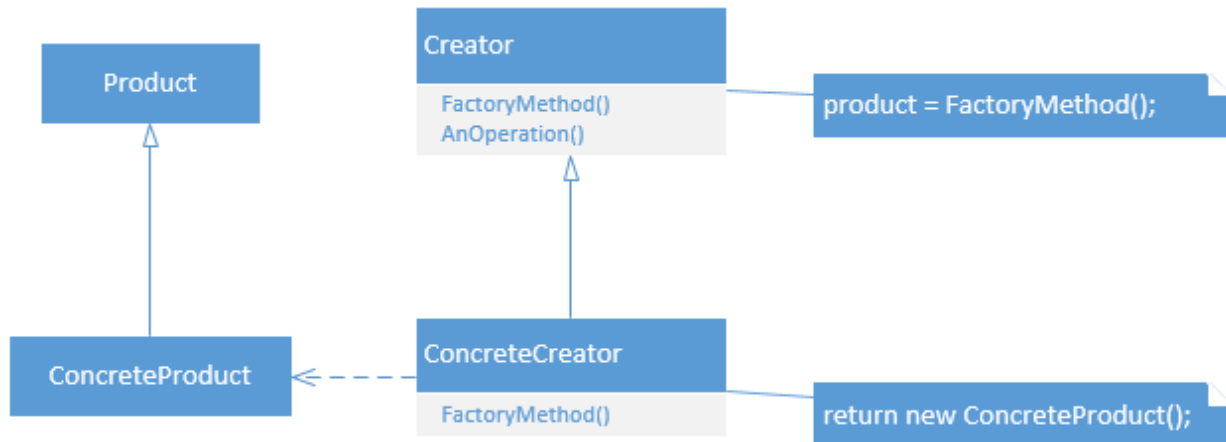 Product
Creator
FactoryMethod()
AnOperation()
product = FactoryMethod();
ConcreteProduct
ConcreteCreator
FactoryMethod()
return new ConcreteProduct();